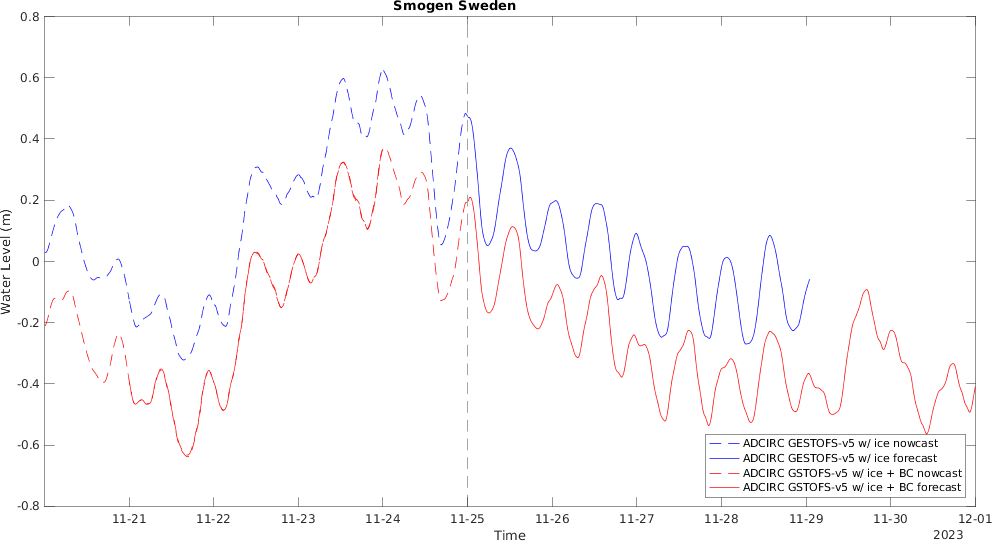 Smogen Sweden
Water Level (m)
0.8
0.6
0.4
0.2
0
-0.2
-0.4
-0.6
-0.8
ADCIRC GESTOFS-v5 w/ ice nowcast
ADCIRC GESTOFS-v5 w/ ice forecast
ADCIRC GSTOFS-v5 w/ ice + BC nowcast
ADCIRC GSTOFS-v5 w/ ice + BC forecast
11-21 11-22 11-23 11-24 11-25 11-26 11-27 11-28 11-29 11-30 12-01
Time
2023